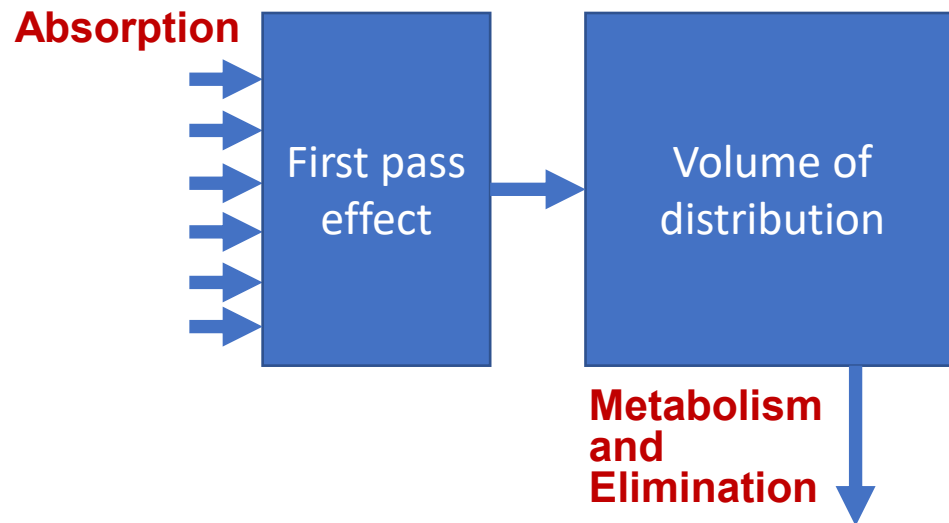 Absorption
First pass
effect
Volume of
distribution
Metabolism
and
Elimination